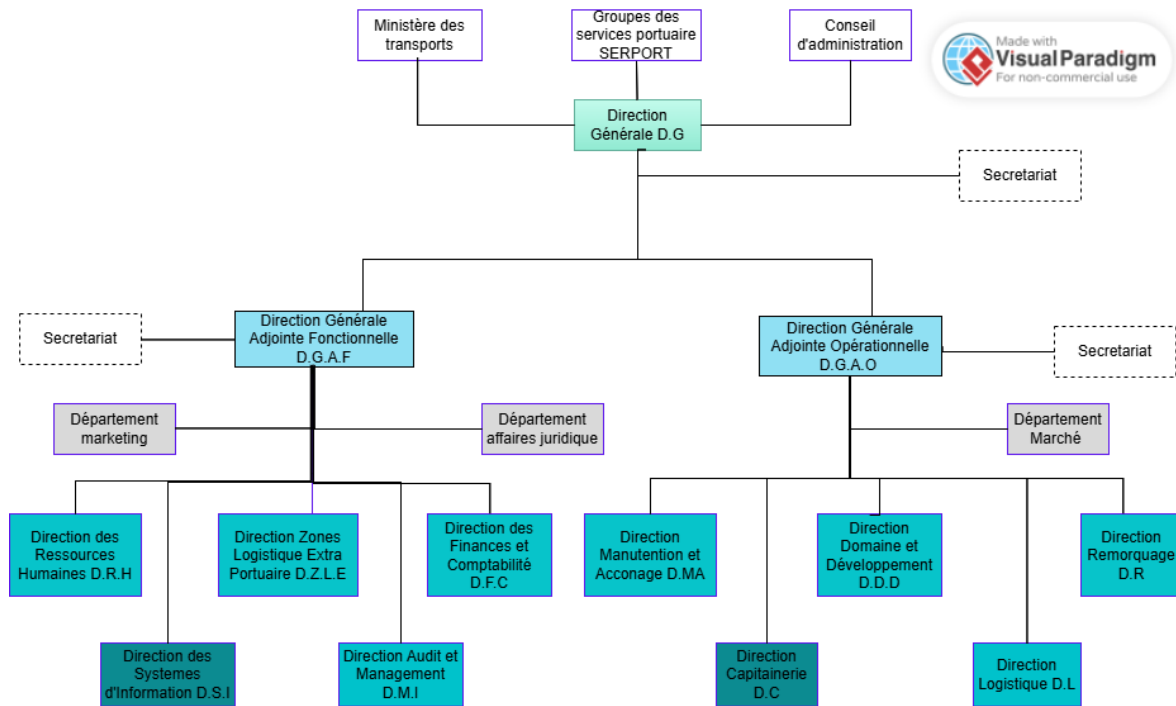 Ministère des
transports
Groupes des
services portuaire
SERPORT
Conseil
d'administration
Made with
Visual Paradigm
For non-commercial use
Direction
Générale D.G
Secretariat
Secretariat
Direction Générale
Adjointe Fonctionnelle
D.G.A.F
Direction Générale
Adjointe Opérationnelle
D.G.A.O
Secretariat
Département
marketing
Département
affaires juridique
Département
Marché
Direction des
Ressources
Humaines D.R.H
Direction Zones
Logistique Extra
Portuaire D.Z.L.E
Direction des
Finances et
Comptabilité
D.F.C
Direction
Manutention et
Acconage D.MA
Direction
Domaine et
Développement
D.D.D
Direction
Remorquage
D.R
Direction des
Systemes
d'Information D.S.I
Direction Audit et
Management
D.M.I
Direction
Capitainerie
D.C
Direction
Logistique D.L